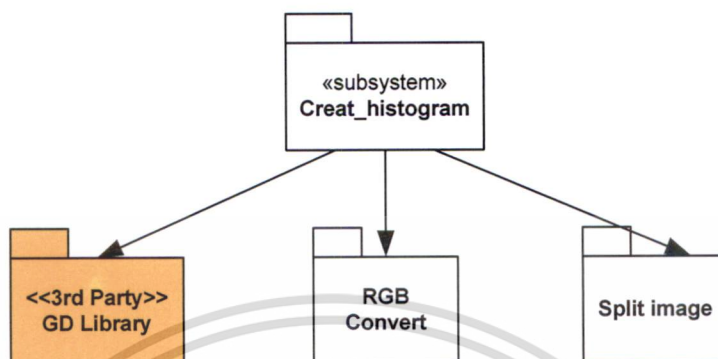 «subsystem»
Creat_histogram
<<3rd Party>>
GD Library
RGB
Convert
Split image